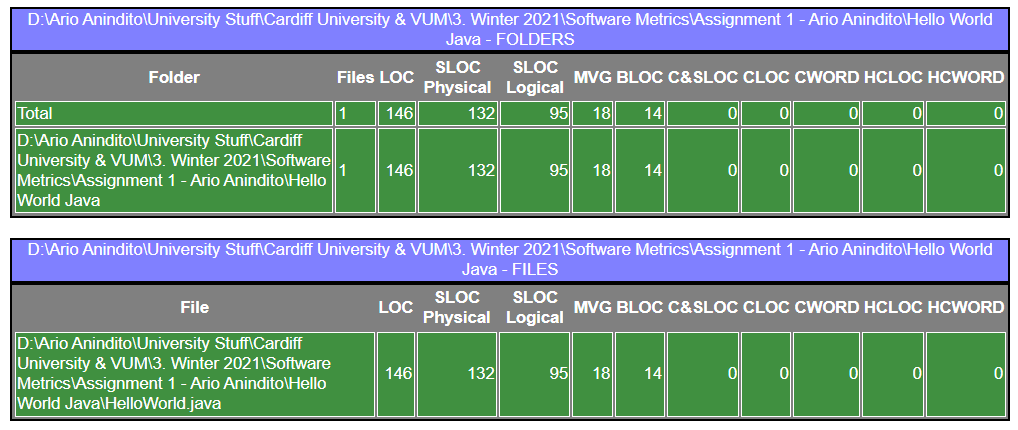 D:\Ario Anindito\University Stuff\Cardiff University & VUM\3. Winter 2021\Software Metrics\Assignment 1 - Ario Anindito\Hello World
Java - FOLDERS
Folder Files LOC SLOC Physical SLOC Logical MVG BLOC C&SLOC CLOC CWORD HCLOC HCWORD
Total 1 146 132 95 18 14 0 0 0 0 0
D:\Ario Anindito\University Stuff\Cardiff
University & VUM\3. Winter 2021\Software
Metrics\Assignment 1 - Ario Anindito\Hello
World Java
1 146 132 95 18 14 0 0 0 0 0
D:\Ario Anindito\University Stuff\Cardiff University & VUM\3. Winter 2021\Software Metrics\Assignment 1 - Ario Anindito\Hello World
Java - FILES
File LOC SLOC Physical SLOC Logical MVG BLOC C&SLOC CLOC CWORD HCLOC HCWORD
D:\Ario Anindito\University Stuff\Cardiff
University & VUM\3. Winter 2021\Software
Metrics\Assignment 1 - Ario Anindito\Hello
World Java\HelloWorld.java
146 132 95 18 14 0 0 0 0 0